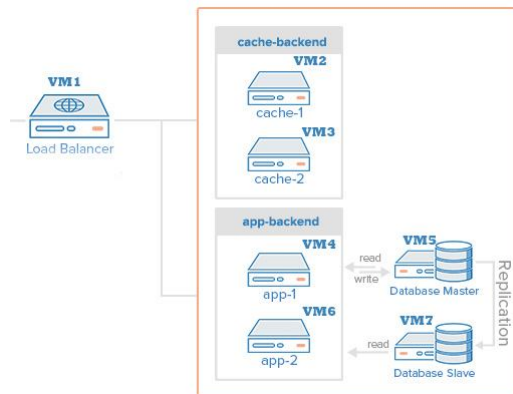 VM1
Load Balancer
cache-backend
VM2
cache-1
VM3
cache-2
app-backend
VM4
app-1
read
write
VM5
Database Master
VM6
app-2
read
VM7
Database Slave
Replication